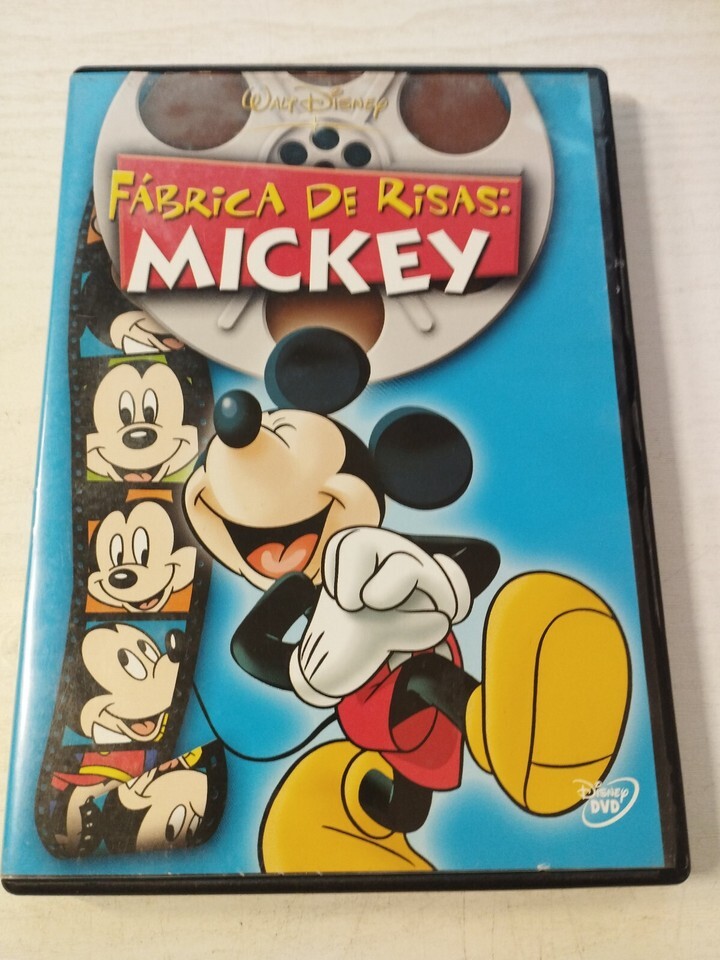 WALT DISNEY
FÁBRICA DE RISAS:
MICKEY
DISNEY
DVD